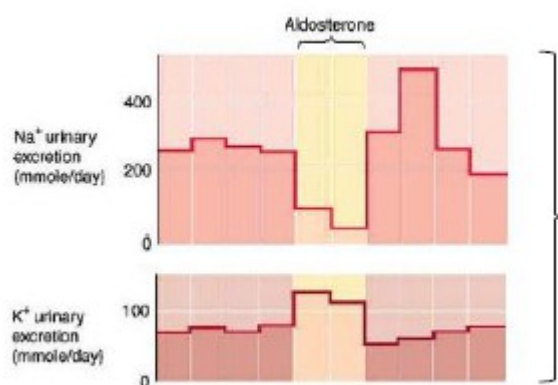 Aldosterone
400
Na+ urinary
excretion
(mmole/day)
200
0
K+ urinary
excretion
(mmole/day)
100
0